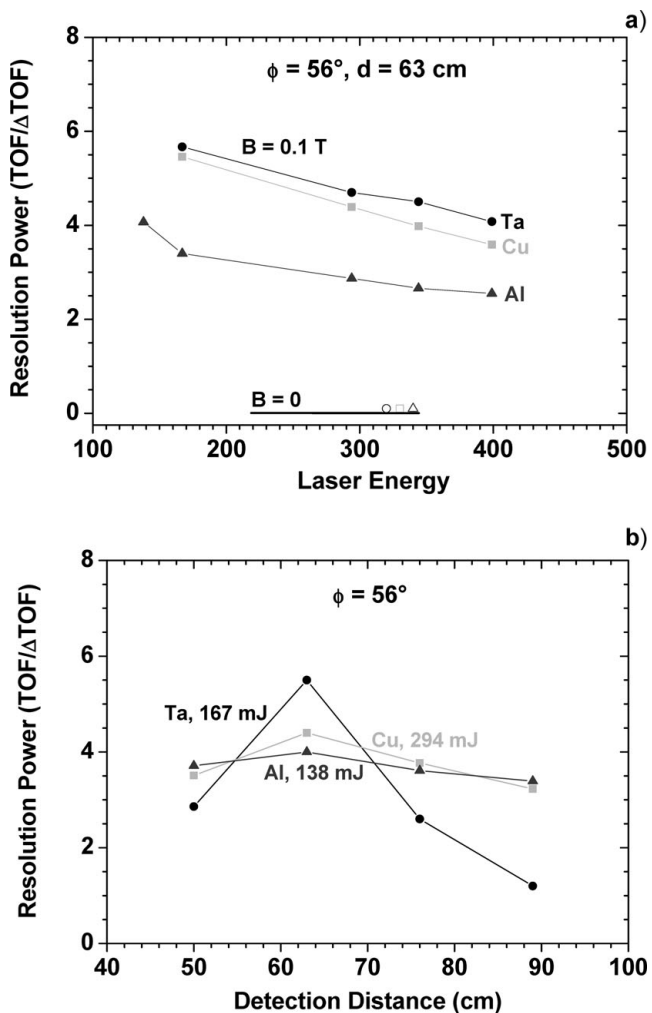 a)
8
ϕ = 56°, d = 63 cm
6
B = 0.1 T
4
Ta
Cu
2
Al
B = 0
0
100 200 300 400 500
Laser Energy
Resolution Power (TOF/ΔTOF)
b)
8
ϕ = 56°
6
Ta, 167 mJ
Cu, 294 mJ
4
Al, 138 mJ
2
0
40 50 60 70 80 90 100
Detection Distance (cm)
Resolution Power (TOF/ΔTOF)